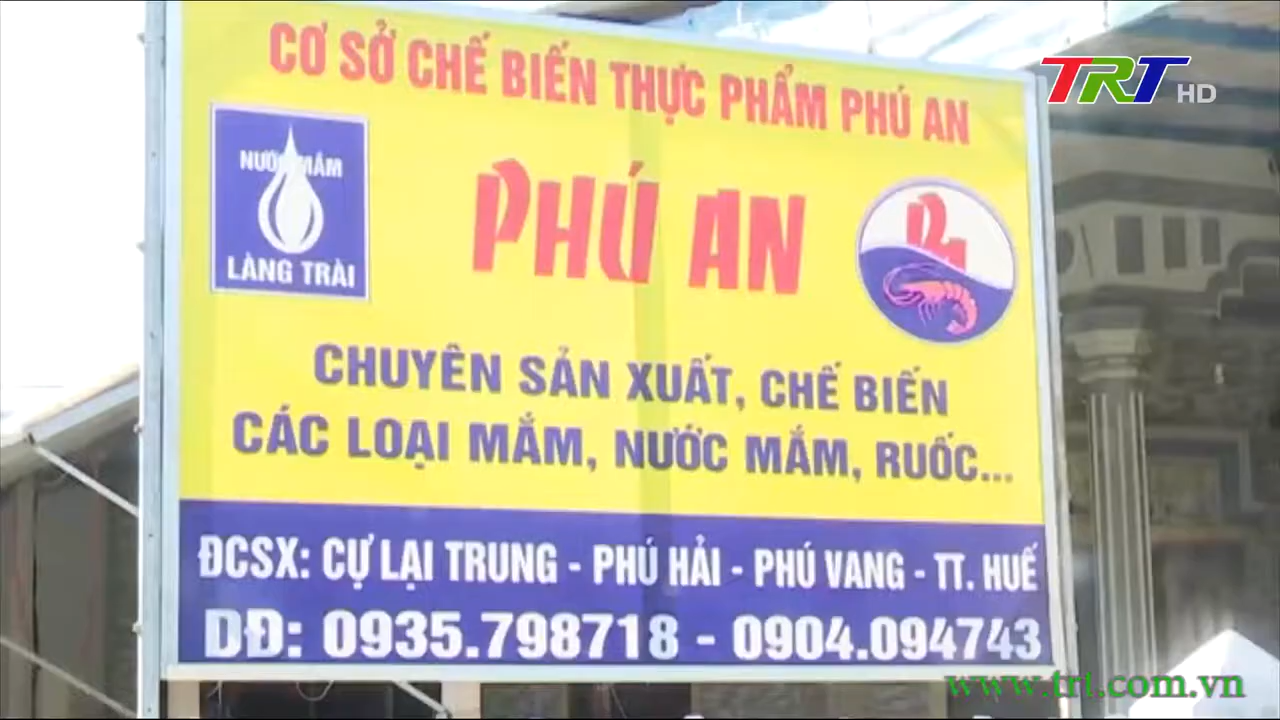 CƠ SỞ CHẾ BIẾN THỰC PHẨM PHÚ AN
TRT HD
NƯỚC MẮM
LÀNG TRÀI
PHÚ AN
PA
CHUYÊN SẢN XUẤT, CHẾ BIẾN
CÁC LOẠI MẮM, NƯỚC MẮM, RUỐC...
ĐCSX: CỰ LẠI TRUNG - PHÚ HẢI - PHÚ VANG - TT. HUẾ
DĐ: 0935.798718 - 0904.094743
www.trt.com.vn